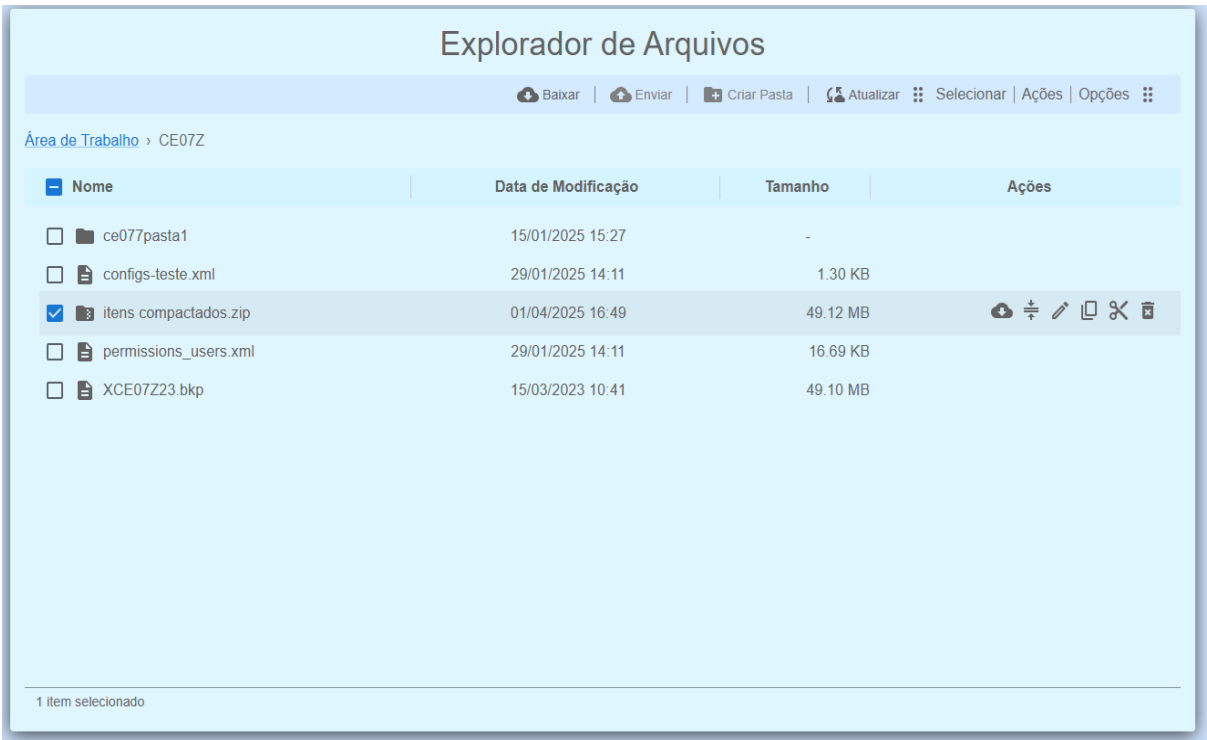 Explorador de Arquivos
Baixar | Enviar | Criar Pasta | Atualizar Selecionar | Ações | Opções
Área de Trabalho › CE07Z
Nome Data de Modificação Tamanho Ações
ce077pasta1 15/01/2025 15:27 -
configs-teste.xml 29/01/2025 14:11 1.30 KB
itens compactados.zip 01/04/2025 16:49 49.12 MB
permissions_users.xml 29/01/2025 14:11 16.69 KB
XCE07Z23.bkp 15/03/2023 10:41 49.10 MB
1 item selecionado